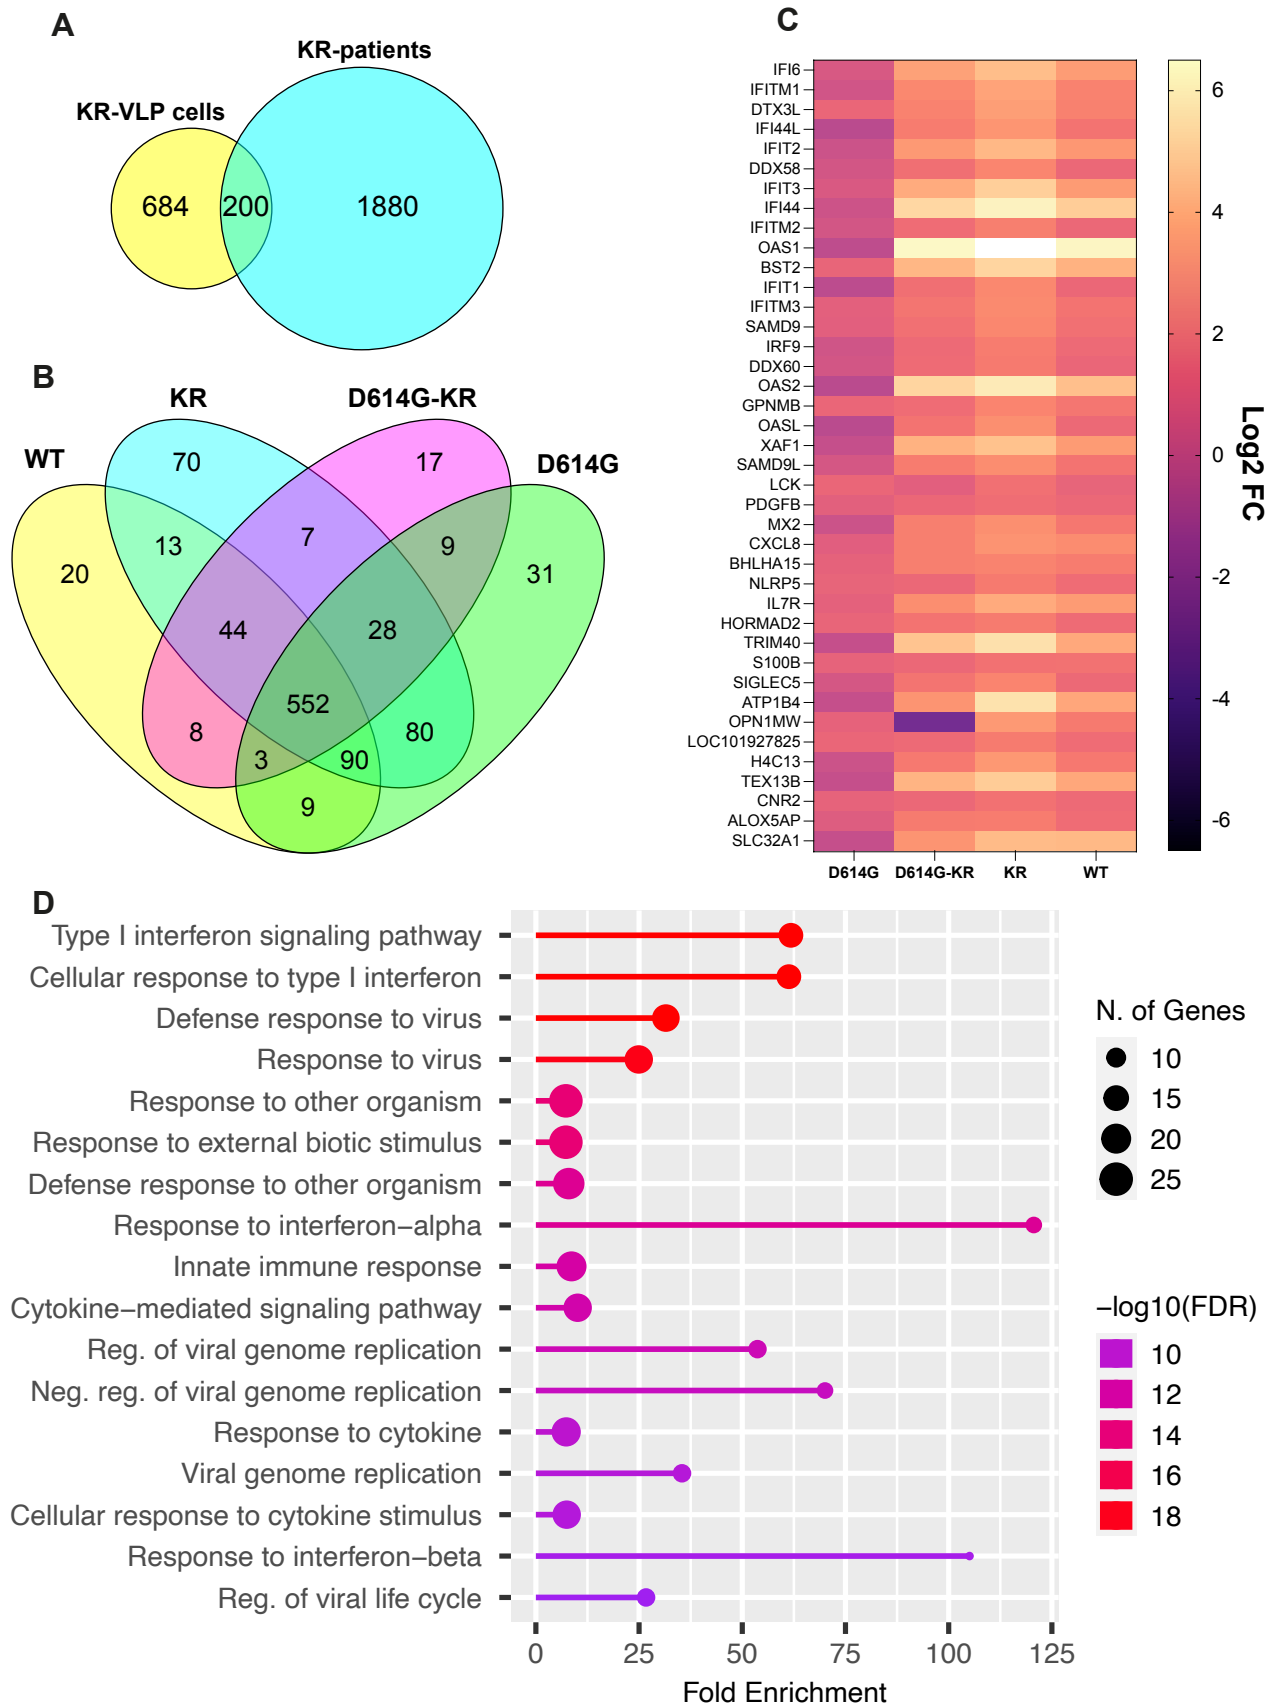 A
KR-patients
KR-VLP cells
684
200
1880
B
KR
D614G-KR
WT
D614G
70
17
13
7
9
20
31
44
28
552
8
80
3
90
9
C
IFI6
IFITM1
DTX3L
IFI44L
IFIT2
DDX58
IFIT3
IFI44
IFITM2
OAS1
BST2
IFIT1
IFITM3
SAMD9
IRF9
DDX60
OAS2
GPNMB
OASL
XAF1
SAMD9L
LCK
PDGFB
MX2
CXCL8
BHLHA15
NLRP5
IL7R
HORMAD2
TRIM40
S100B
SIGLEC5
ATP1B4
OPN1MW
LOC101927825
H4C13
TEX13B
CNR2
ALOX5AP
SLC32A1
D614G D614G-KR KR WT
6
4
2
0
-2
-4
-6
Log2 FC
D
Type I interferon signaling pathway
Cellular response to type I interferon
Defense response to virus
Response to virus
Response to other organism
Response to external biotic stimulus
Defense response to other organism
Response to interferon−alpha
Innate immune response
Cytokine−mediated signaling pathway
Reg. of viral genome replication
Neg. reg. of viral genome replication
Response to cytokine
Viral genome replication
Cellular response to cytokine stimulus
Response to interferon−beta
Reg. of viral life cycle
0 25 50 75 100 125
Fold Enrichment
N. of Genes
10
15
20
25
−log10(FDR)
10
12
14
16
18